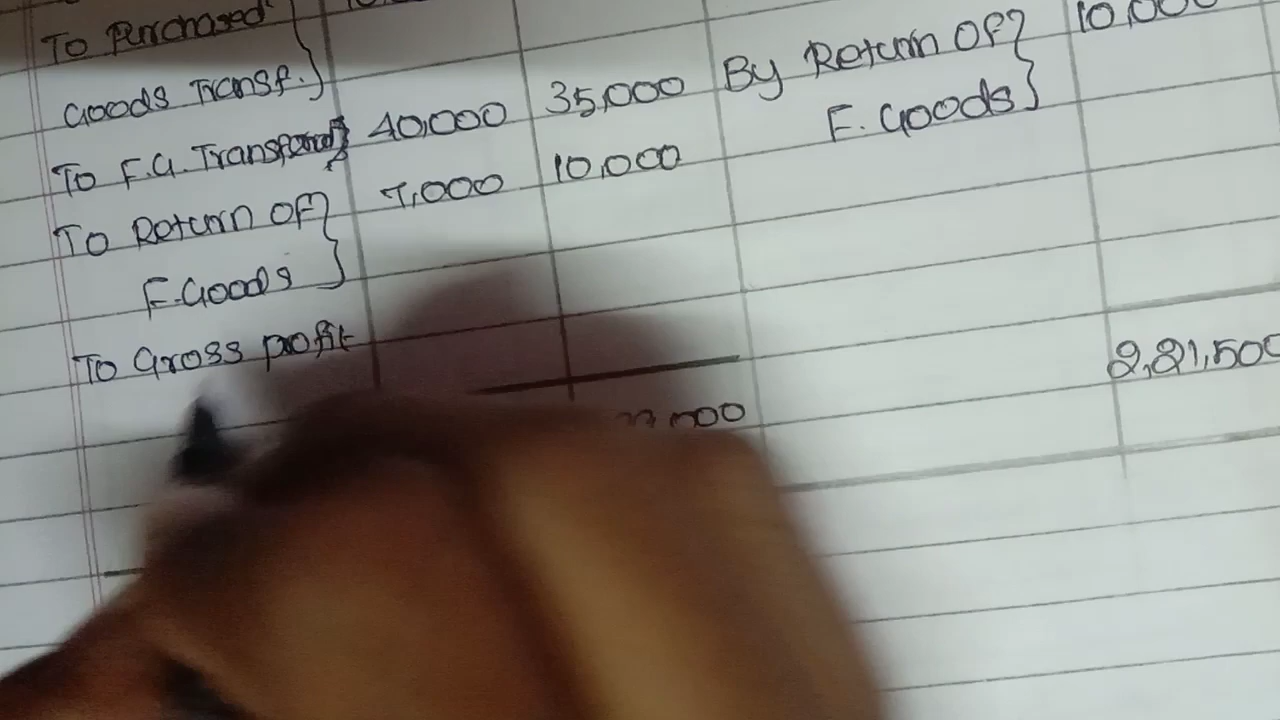 To Purchased
Goods Transf.
To F.G. Transferred 40,000 35,000 By Return Of
F. Goods 10,000
To Return Of 7,000 10,000
F. Goods
To Gross profit
2,21,500